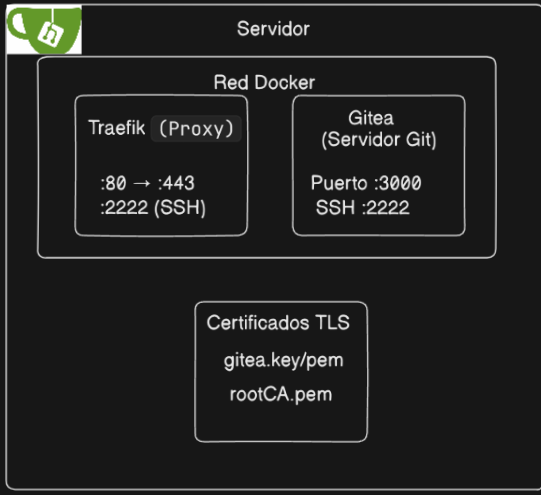 Servidor
Red Docker
Traefik (Proxy)
:80 → :443
:2222 (SSH)
Gitea
(Servidor Git)
Puerto :3000
SSH :2222
Certificados TLS
gitea.key/pem
rootCA.pem